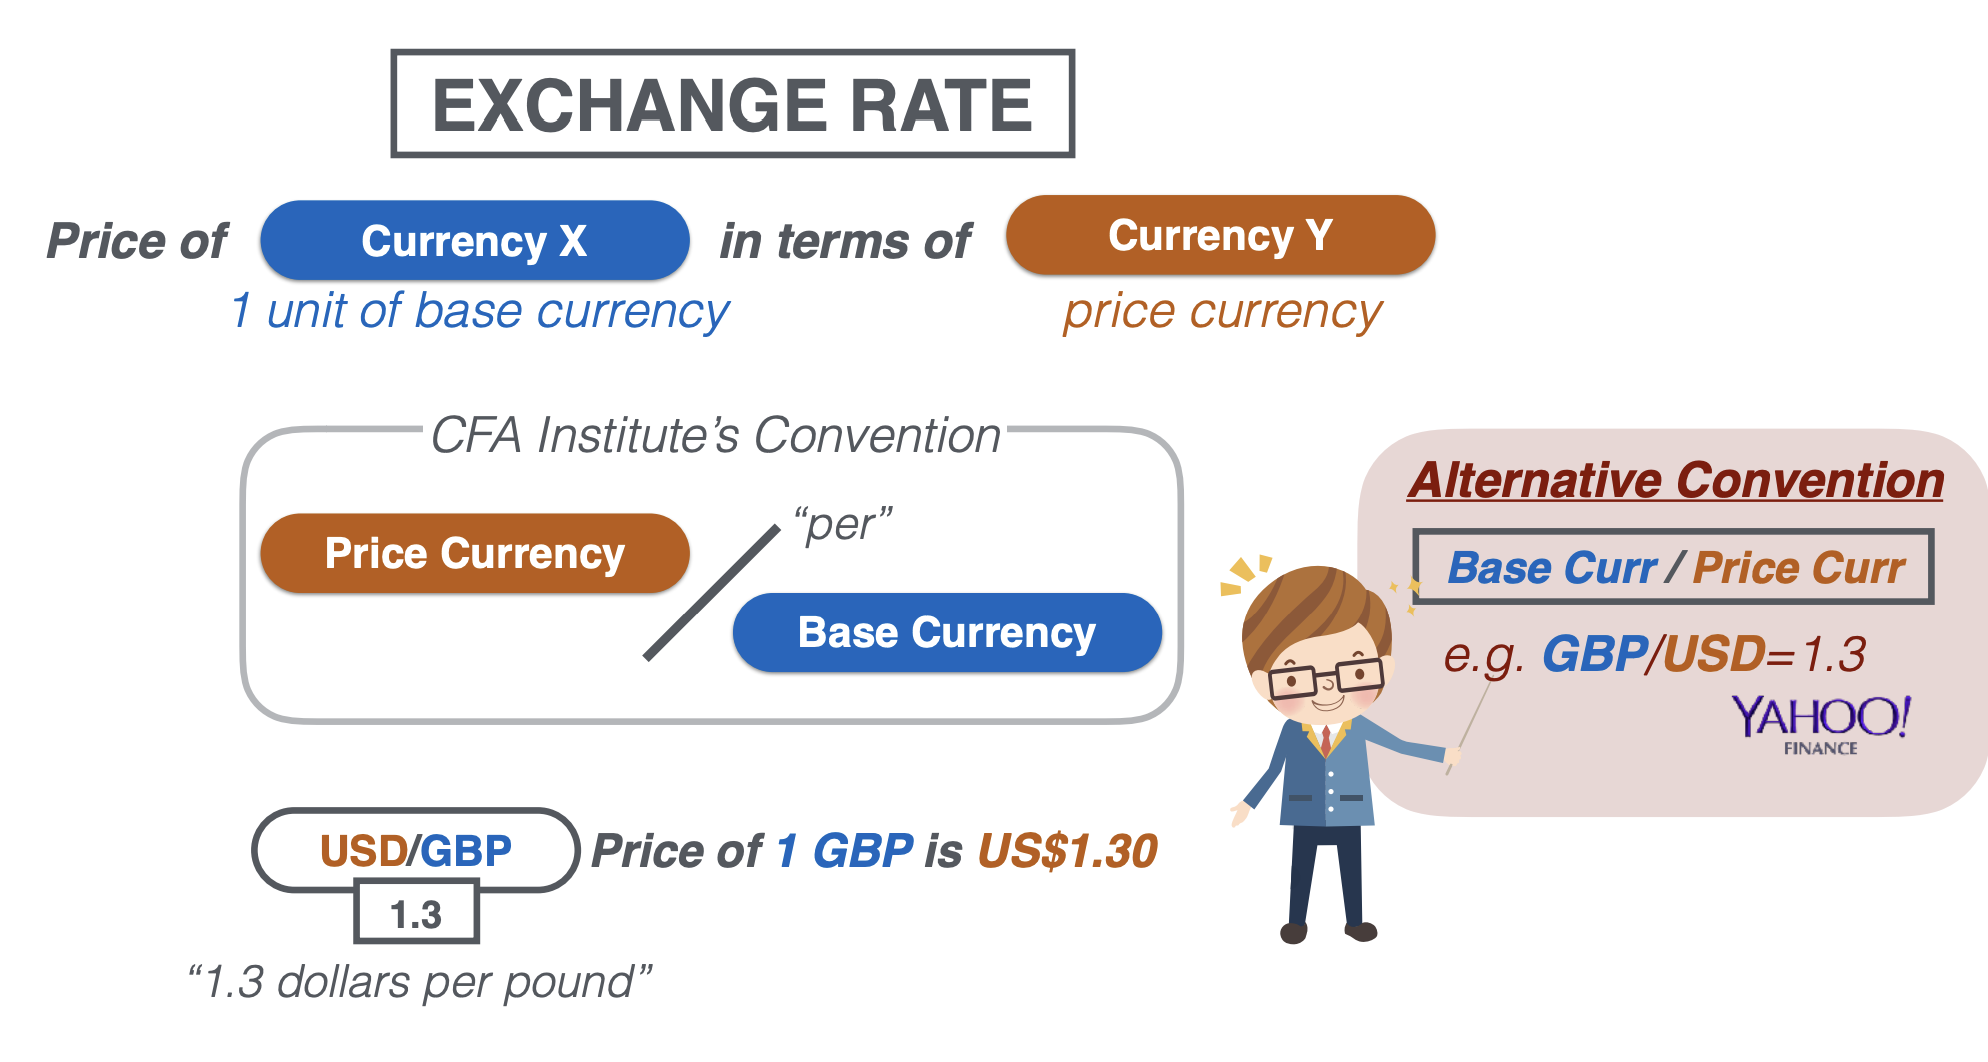 EXCHANGE RATE
Price of Currency X in terms of Currency Y
1 unit of base currency price currency
CFA Institute’s Convention
Price Currency
“per”
Base Currency
USD/GBP Price of 1 GBP is US$1.30
1.3
“1.3 dollars per pound”
Alternative Convention
Base Curr / Price Curr
e.g. GBP/USD=1.3
YAHOO!
FINANCE